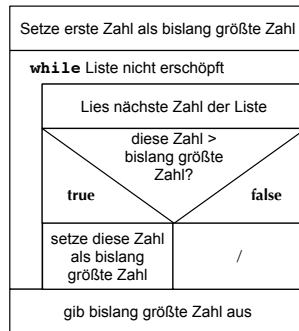 Setze erste Zahl als bislang größte Zahl
while Liste nicht erschöpft
Lies nächste Zahl der Liste
diese Zahl >
bislang größte
Zahl?
true
false
setze diese Zahl
als bislang
größte Zahl
/
gib bislang größte Zahl aus